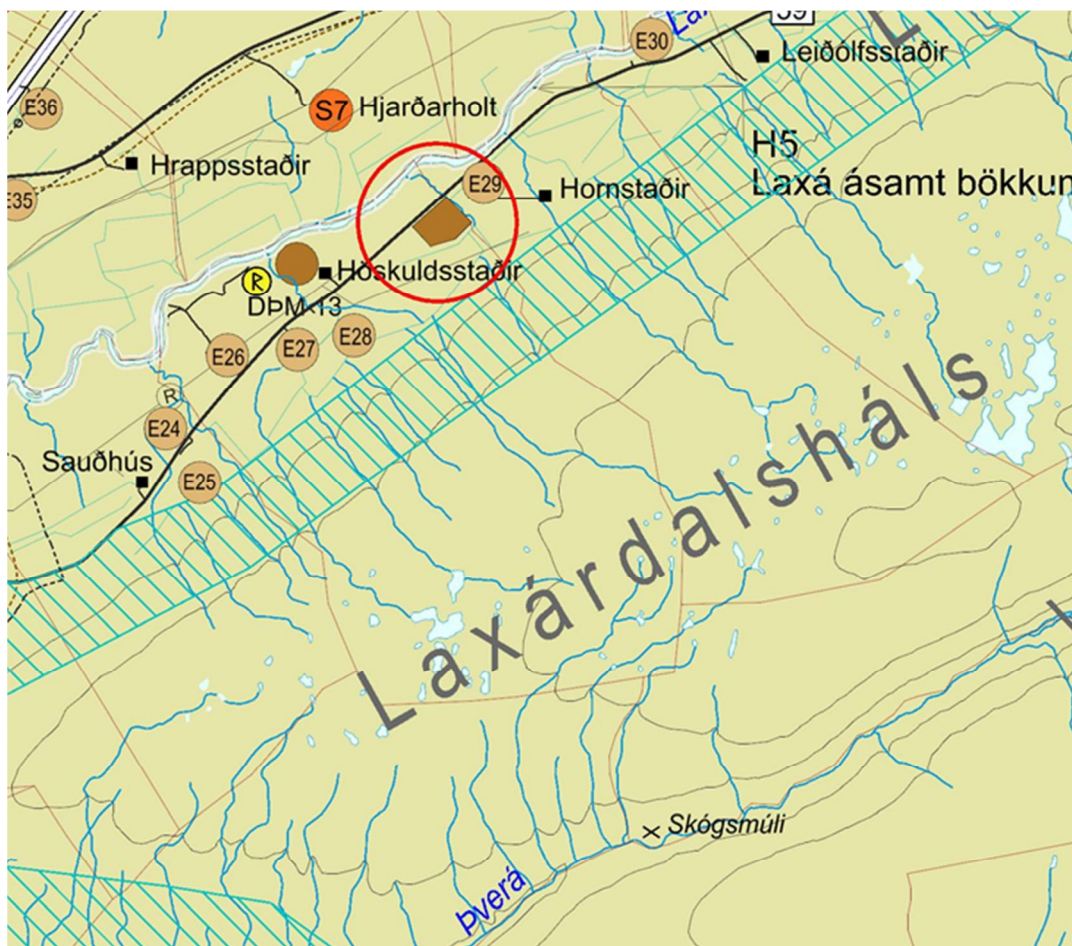 59
E30
Leiðólfsstaðir
E36
S7 Hjarðarholt
H5
Laxá ásamt bökkun
Hrappsstaðir
E35
E29
Hornstaðir
Höskuldsstaðir
R
DÞM-13
E26
E27
E28
R
E24
Sauðhús
E25
Laxárdalsháls
Skógsmúli
Þverá